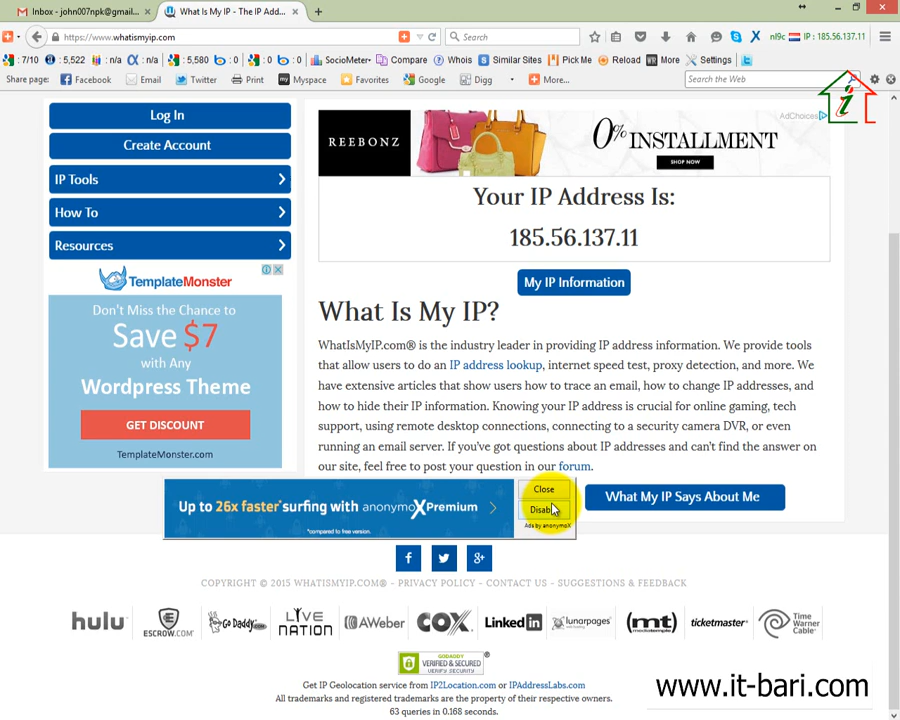 Inbox - john007npk@gmail...
What Is My IP - The IP Add...
https://www.whatismyip.com
Search
nl9c
IP : 185.56.137.11
: 7/10
: 5,522
: n/a
: n/a
: 5,580
: 0
: 0
: 0
: 0
SocioMeter
Compare
Whois
Similar Sites
Pick Me
Reload
More
Settings
Share page:
Facebook
Email
Twitter
Print
my Myspace
Favorites
Google
Digg
More...
Search the Web
Log In
Create Account
IP Tools
How To
Resources
AdChoices
REEBONZ
0% INSTALLMENT
SHOP NOW
Your IP Address Is:
185.56.137.11
My IP Information
TemplateMonster
Don't Miss the Chance to
Save $7
with Any
Wordpress Theme
GET DISCOUNT
TemplateMonster.com
What Is My IP?
WhatIsMyIP.com® is the industry leader in providing IP address information. We provide tools
that allow users to do an IP address lookup, internet speed test, proxy detection, and more. We
have extensive articles that show users how to trace an email, how to change IP addresses, and
how to hide their IP information. Knowing your IP address is crucial for online gaming, tech
support, using remote desktop connections, connecting to a security camera DVR, or even
running an email server. If you've got questions about IP addresses and can't find the answer on
our site, feel free to post your question in our forum.
Up to 26x faster* surfing with anonymoX Premium
*compared to free version.
Close
Disab
Ads by anonymoX
What My IP Says About Me
COPYRIGHT © 2015 WHATISMYIP.COM® - PRIVACY POLICY - CONTACT US - SUGGESTIONS & FEEDBACK
hulu
ESCROW.COM
Go Daddy.com
LIVE NATION
AWeber
COX
LinkedIn
lunarpages
(mt) mediatemple
ticketmaster
Time Warner Cable
GODADDY
VERIFIED & SECURED
VERIFY SECURITY
Get IP Geolocation service from IP2Location.com or IPAddressLabs.com
All trademarks and registered trademarks are the property of their respective owners.
63 queries in 0.168 seconds.
www.it-bari.com